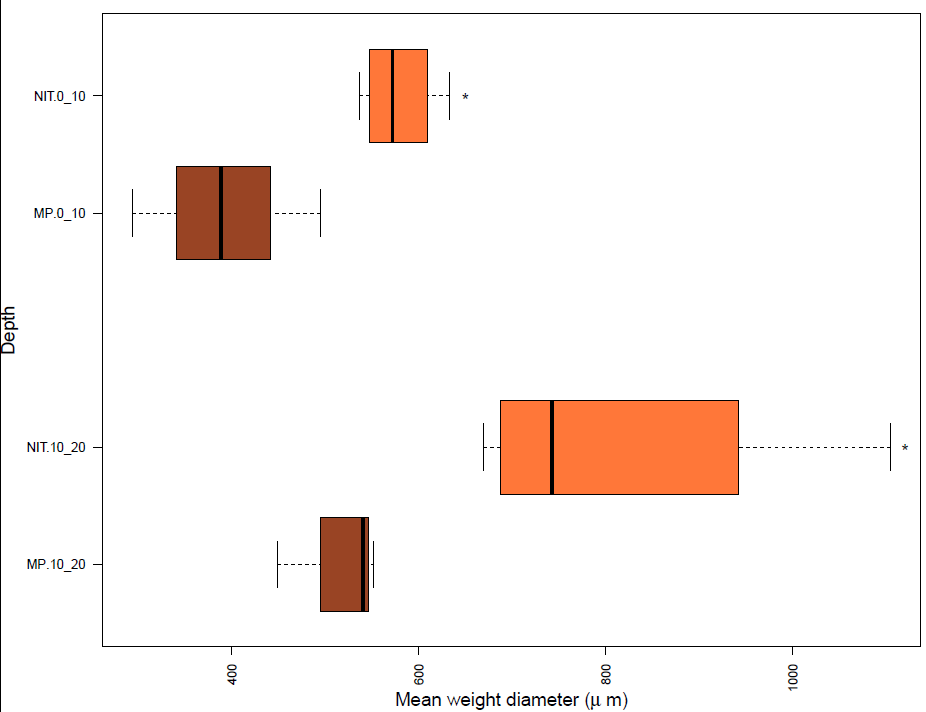 NIT.0_10
*
MP.0_10
Depth
NIT.10_20
*
MP.10_20
400
600
800
1000
Mean weight diameter (μ m)